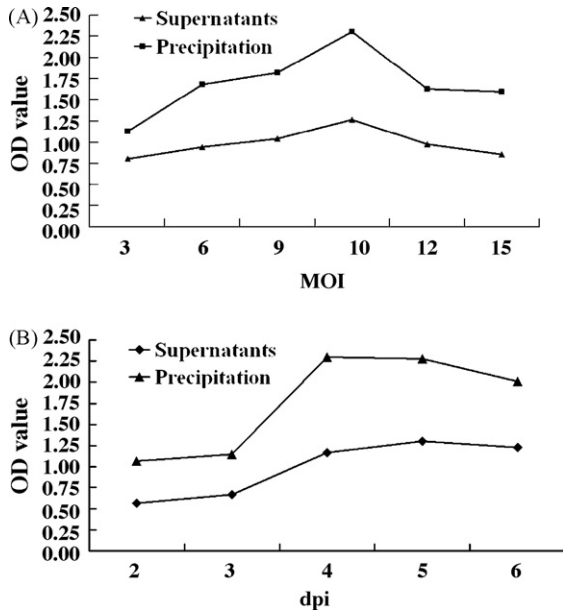 (A)
Supernatants
Precipitation
OD value
2.50
2.25
2.00
1.75
1.50
1.25
1.00
0.75
0.50
0.25
0.00
3 6 9 10 12 15
MOI
(B)
Supernatants
Precipitation
OD value
2.50
2.25
2.00
1.75
1.50
1.25
1.00
0.75
0.50
0.25
0.00
2 3 4 5 6
dpi